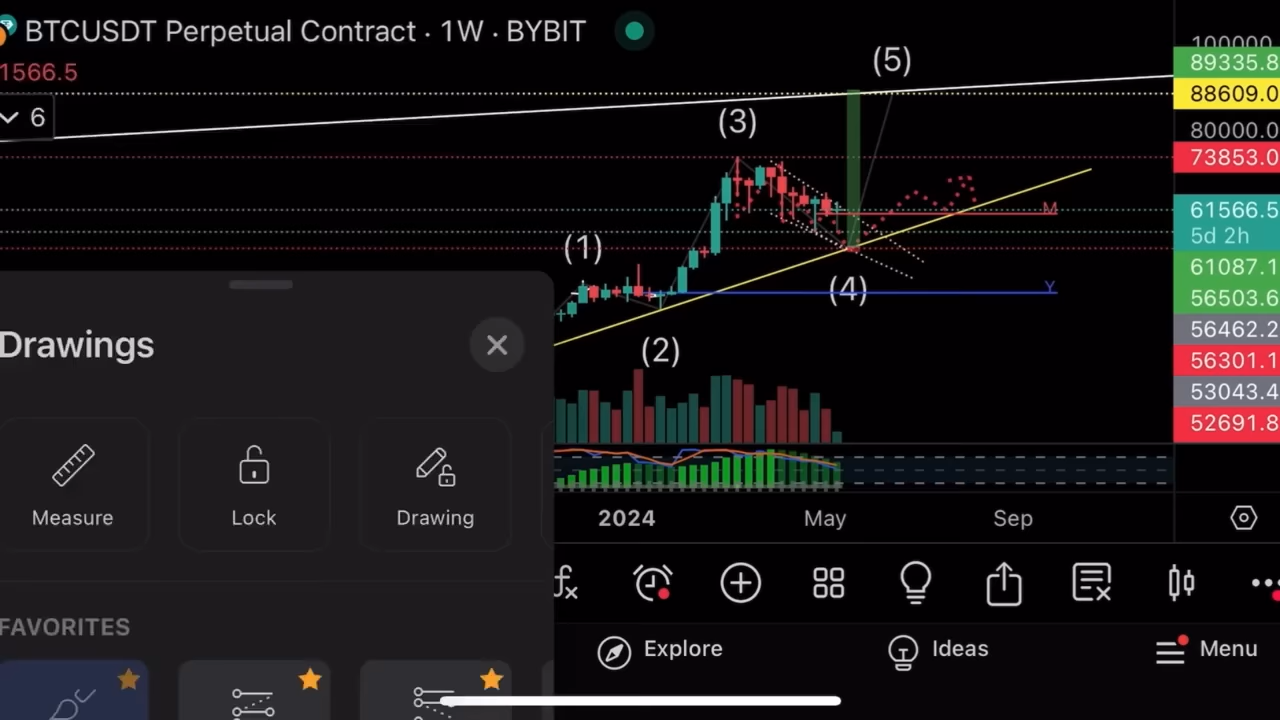 BTCUSDT Perpetual Contract · 1W · BYBIT
1566.5
6
(5)
(3)
(1)
(4)
(2)
M
Y
100000
89335.8
88609.0
80000.0
73853.0
61566.5
5d 2h
61087.1
56503.6
56462.2
56301.1
53043.4
52691.8
2024
May
Sep
Drawings
Measure
Lock
Drawing
FAVORITES
fx
Explore
Ideas
Menu